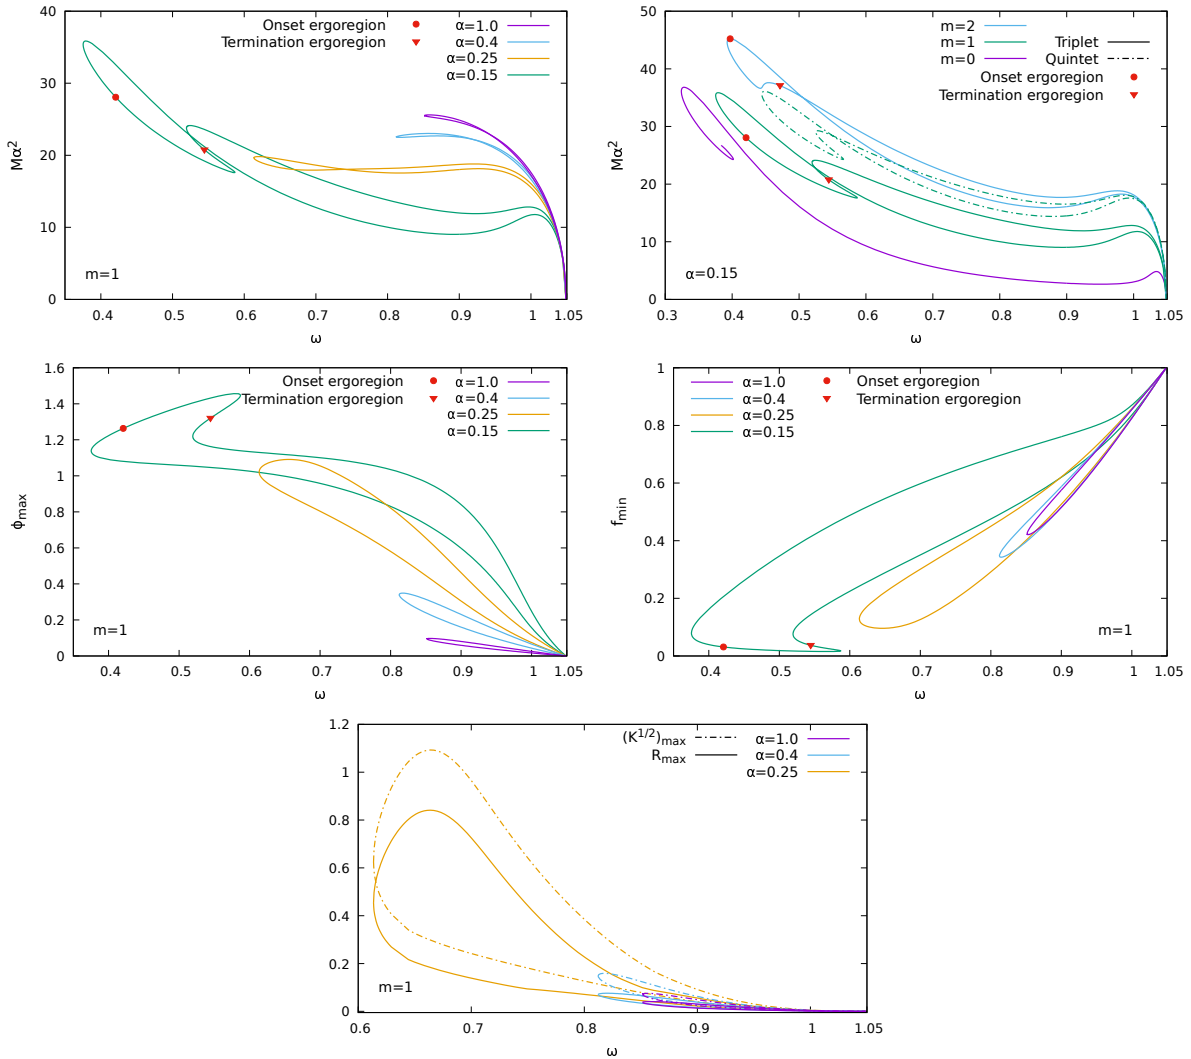 Onset ergoregion
Termination ergoregion
α=1.0
α=0.4
α=0.25
α=0.15
40
30
20
10
0
Mα²
m=1
0.4 0.5 0.6 0.7 0.8 0.9 1 1.05
ω
m=2
m=1
m=0
Triplet
Quintet
Onset ergoregion
Termination ergoregion
50
40
30
20
10
0
Mα²
α=0.15
0.3 0.4 0.5 0.6 0.7 0.8 0.9 1 1.05
ω
Onset ergoregion
Termination ergoregion
α=1.0
α=0.4
α=0.25
α=0.15
1.6
1.4
1.2
1
0.8
0.6
0.4
0.2
0
ϕmax
m=1
0.4 0.5 0.6 0.7 0.8 0.9 1 1.05
ω
α=1.0
α=0.4
α=0.25
α=0.15
Onset ergoregion
Termination ergoregion
1
0.8
0.6
0.4
0.2
0
fmin
m=1
0.4 0.5 0.6 0.7 0.8 0.9 1 1.05
ω
(K^1/2)max
Rmax
α=1.0
α=0.4
α=0.25
1.2
1
0.8
0.6
0.4
0.2
0
m=1
0.6 0.7 0.8 0.9 1 1.05
ω